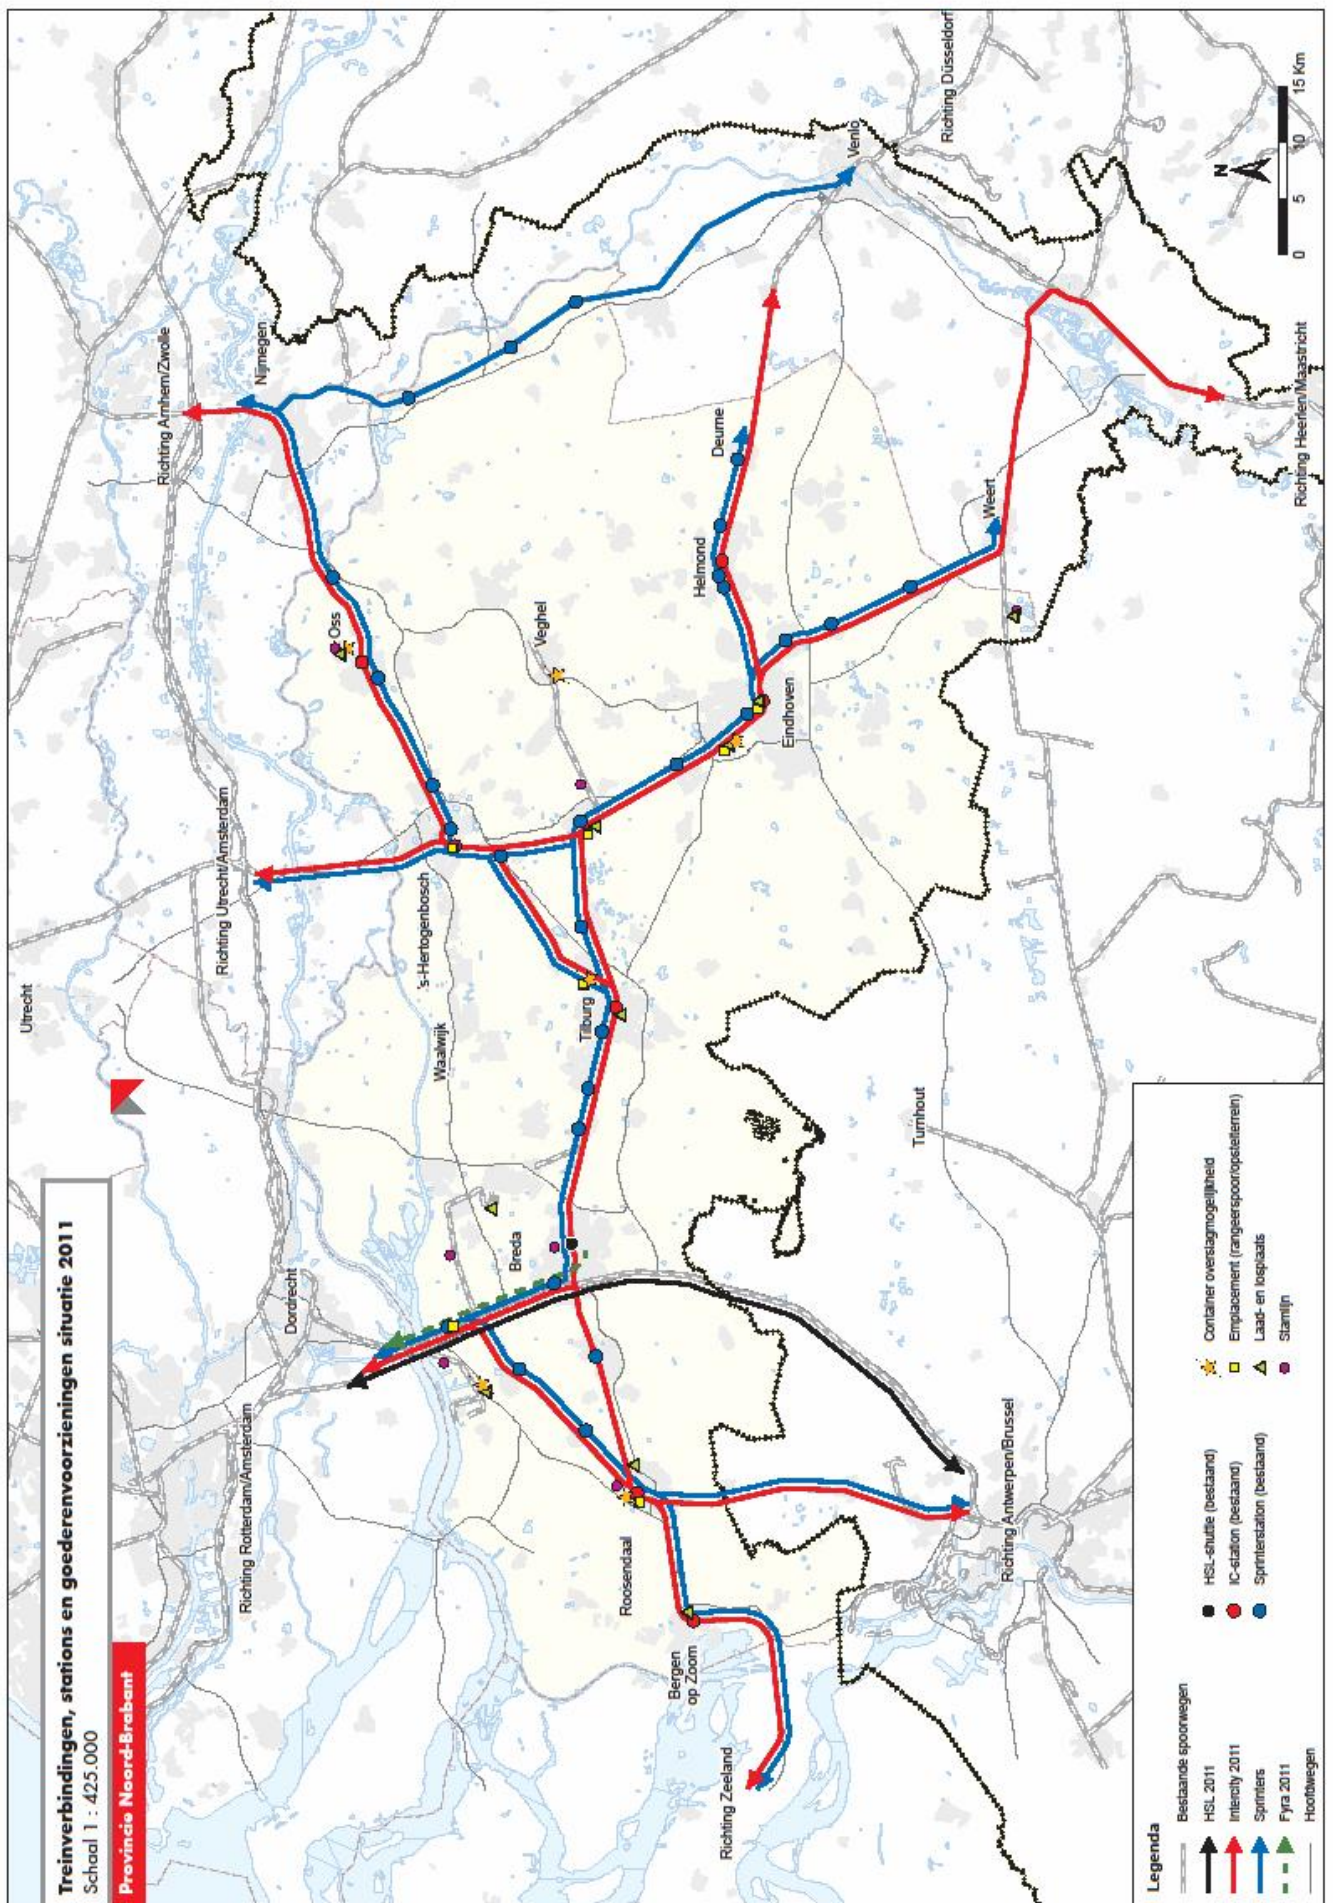 Treinverbindingen, stations en goederenvoorzieningen situatie 2011
Schaal 1 : 425.000
Provincie Noord-Brabant
Utrecht
Richting Arnhem/Zwolle
Nijmegen
Richting Utrecht/Amsterdam
Dordrecht
Richting Rotterdam/Amsterdam
Oss
's-Hertogenbosch
Waalwijk
Veghel
Breda
Tilburg
Roosendaal
Bergen
op Zoom
Richting Zeeland
Helmond
Deurne
Eindhoven
Venlo
Richting Düsseldorf
Weert
Turnhout
Richting Antwerpen/Brussel
Richting Heerlen/Maastricht
N
0 5 10 15 Km
Legenda
Bestaande spoorwegen
HSL 2011
Intercity 2011
Sprinters
Fyra 2011
Hoofdwegen
HSL-shuttle (bestaand)
IC-station (bestaand)
Sprinterstation (bestaand)
Container overslagmogelijkheid
Emplacement (rangeerspoor/opstelterrein)
Laad- en losplaats
Stamlijn